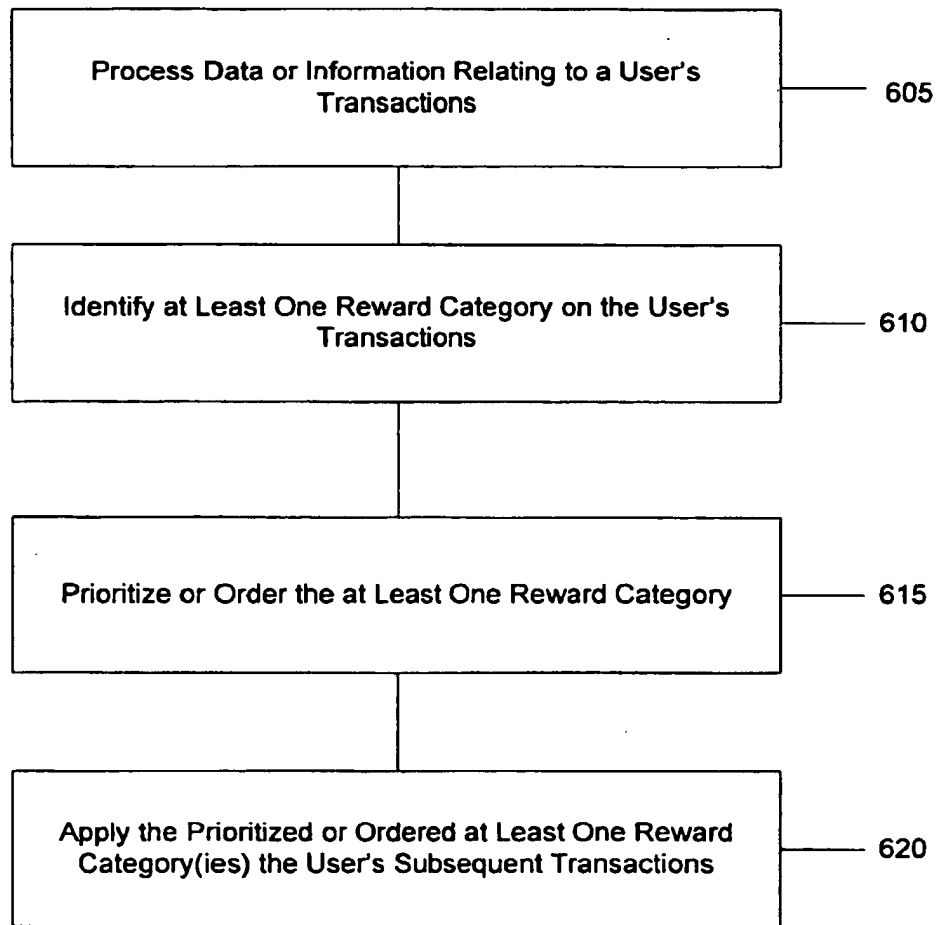 Process Data or Information Relating to a User's
Transactions
605
Identify at Least One Reward Category on the User's
Transactions
610
Prioritize or Order the at Least One Reward Category
615
Apply the Prioritized or Ordered at Least One Reward
Category(ies) the User's Subsequent Transactions
620